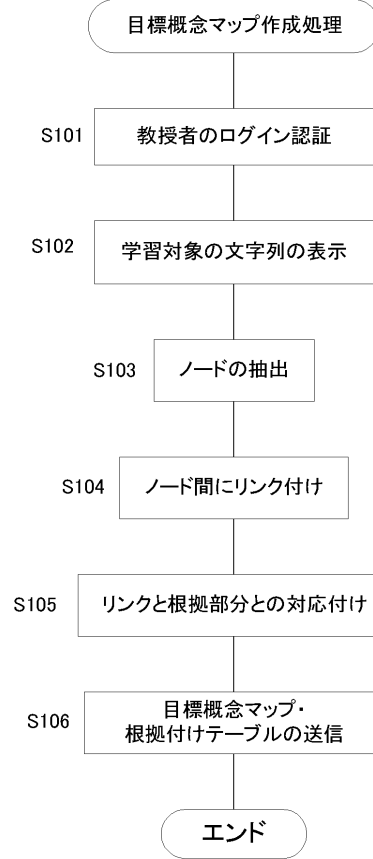 目標概念マップ作成処理
S101
教授者のログイン認証
S102
学習対象の文字列の表示
S103
ノードの抽出
S104
ノード間にリンク付け
S105
リンクと根拠部分との対応付け
S106
目標概念マップ・
根拠付けテーブルの送信
エンド